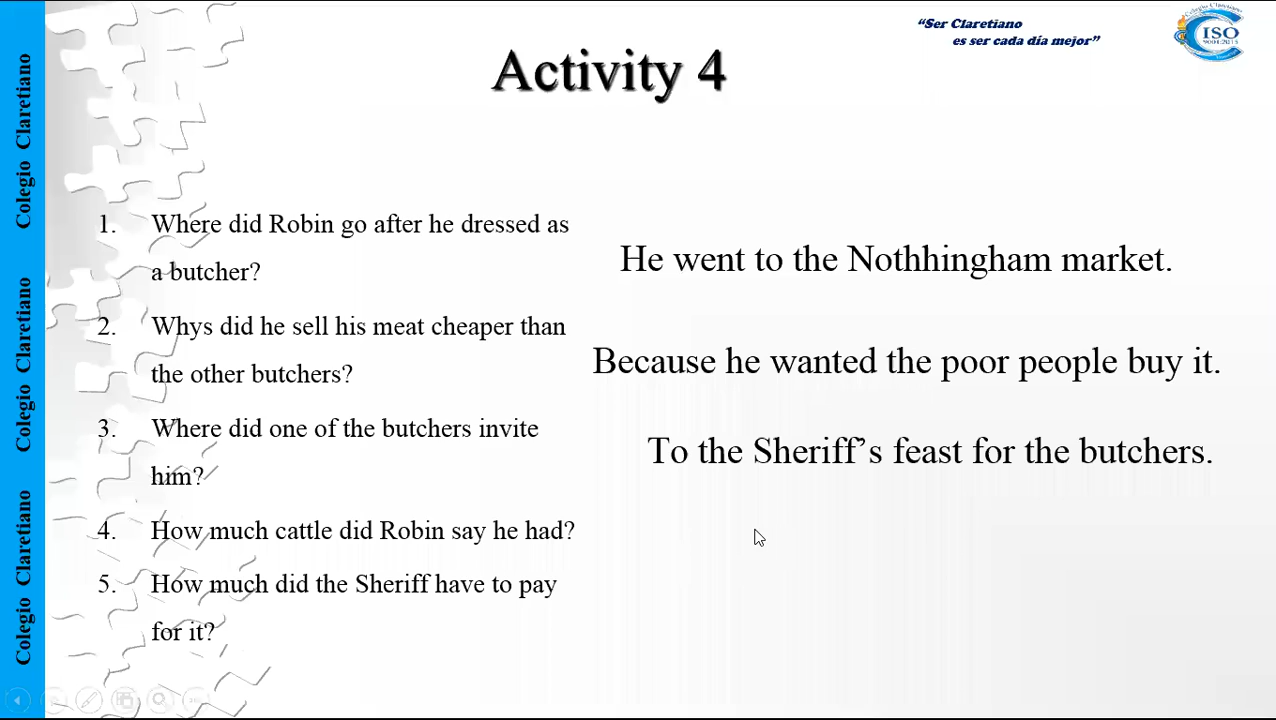 “Ser Claretiano
es ser cada día mejor”
ISO
9001:2015
Activity 4
Colegio Claretiano
Colegio Claretiano
Colegio Claretiano
1. Where did Robin go after he dressed as
a butcher?
He went to the Nothhingham market.
2. Whys did he sell his meat cheaper than
the other butchers?
Because he wanted the poor people buy it.
3. Where did one of the butchers invite
him?
To the Sheriff’s feast for the butchers.
4. How much cattle did Robin say he had?
5. How much did the Sheriff have to pay
for it?